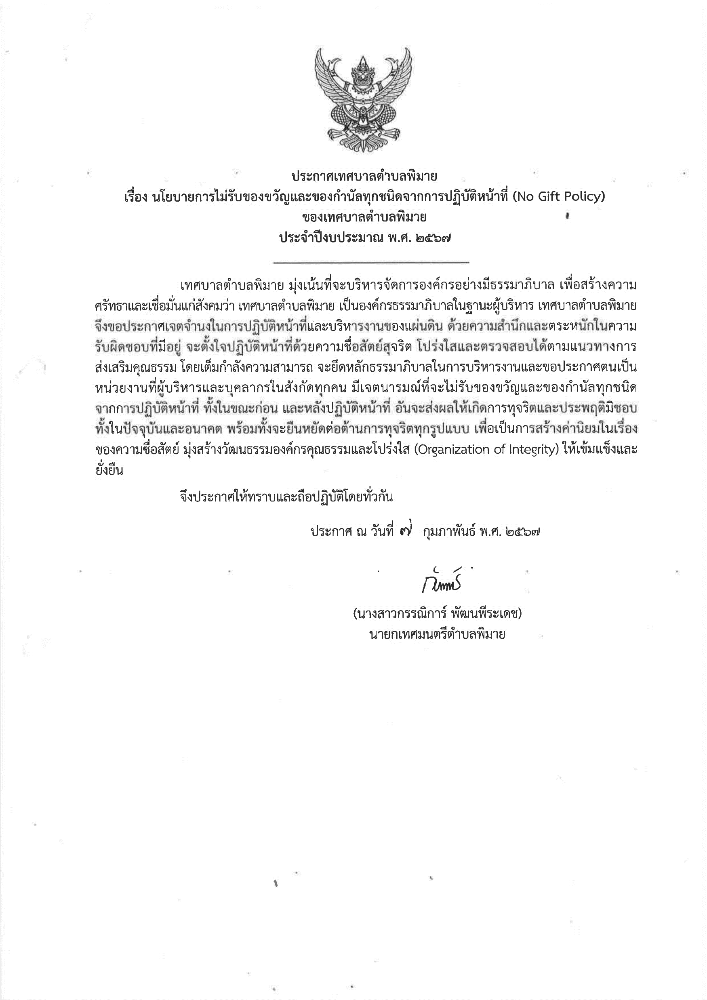 ประกาศเทศบาลตำบลพิมาย
เรื่อง นโยบายการไม่รับของขวัญและของกำนัลทุกชนิดจากการปฏิบัติหน้าที่ (No Gift Policy)
ของเทศบาลตำบลพิมาย
ประจำปีงบประมาณ พ.ศ. ๒๕๖๗
เทศบาลตำบลพิมาย มุ่งเน้นที่จะบริหารจัดการองค์กรอย่างมีธรรมาภิบาล เพื่อสร้างความ
ศรัทธาและเชื่อมั่นแก่สังคมว่า เทศบาลตำบลพิมาย เป็นองค์กรธรรมาภิบาลในฐานะผู้บริหาร เทศบาลตำบลพิมาย
จึงขอประกาศเจตจำนงในการปฏิบัติหน้าที่และบริหารงานของแผ่นดิน ด้วยความสำนึกและตระหนักในความ
รับผิดชอบที่มีอยู่ จะตั้งใจปฏิบัติหน้าที่ด้วยความซื่อสัตย์สุจริต โปร่งใสและตรวจสอบได้ตามแนวทางการ
ส่งเสริมคุณธรรม โดยเต็มกำลังความสามารถ จะยึดหลักธรรมาภิบาลในการบริหารงานและขอประกาศตนเป็น
หน่วยงานที่ผู้บริหารและบุคลากรในสังกัดทุกคน มีเจตนารมณ์ที่จะไม่รับของขวัญและของกำนัลทุกชนิด
จากการปฏิบัติหน้าที่ ทั้งในขณะก่อน และหลังปฏิบัติหน้าที่ อันจะส่งผลให้เกิดการทุจริตและประพฤติมิชอบ
ทั้งในปัจจุบันและอนาคต พร้อมทั้งจะยืนหยัดต่อต้านการทุจริตทุกรูปแบบ เพื่อเป็นการสร้างค่านิยมในเรื่อง
ของความซื่อสัตย์ มุ่งสร้างวัฒนธรรมองค์กรคุณธรรมและโปร่งใส (Organization of Integrity) ให้เข้มแข็งและ
ยั่งยืน
จึงประกาศให้ทราบและถือปฏิบัติโดยทั่วกัน
ประกาศ ณ วันที่ ๗ กุมภาพันธ์ พ.ศ. ๒๕๖๗
(นางสาวกรรณิการ์ พัฒนพีระเดช)
นายกเทศมนตรีตำบลพิมาย